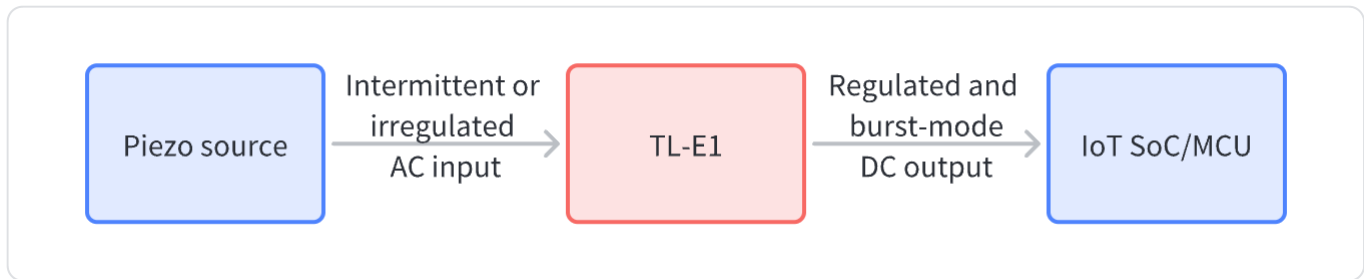 Piezo source
Intermittent or
irregulated
AC input
TL-E1
Regulated and
burst-mode
DC output
IoT SoC/MCU